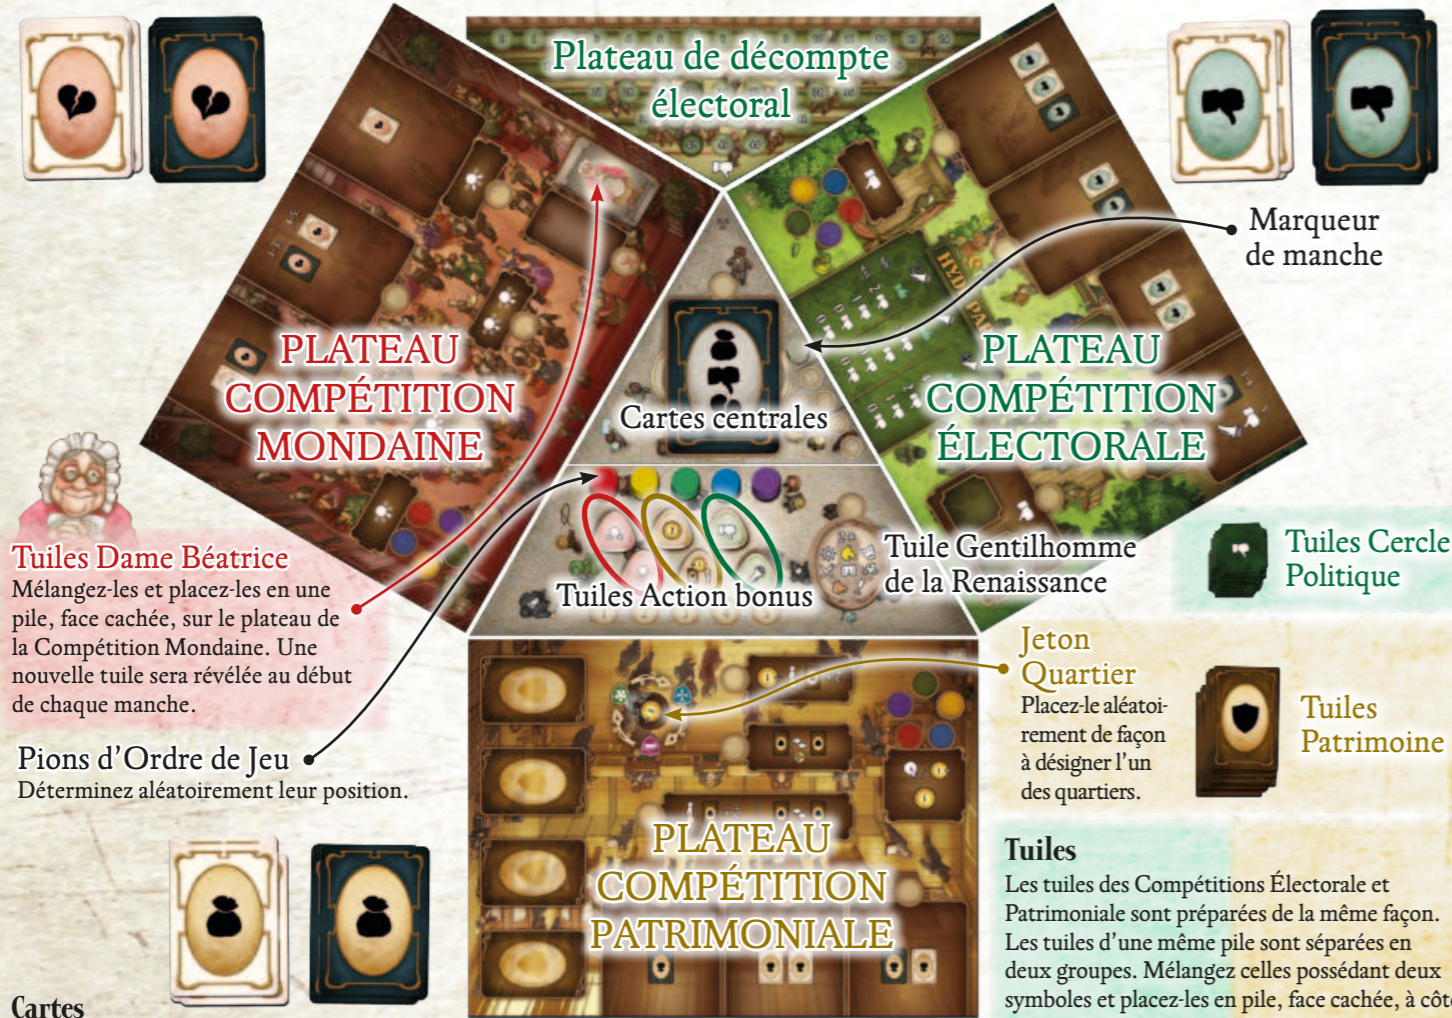 Plateau de décompte
électoral
Marqueur
de manche
PLATEAU
COMPÉTITION
MONDAINE
PLATEAU
COMPÉTITION
ÉLECTORALE
Cartes centrales
Tuiles Dame Béatrice
Mélangez-les et placez-les en une
pile, face cachée, sur le plateau de
la Compétition Mondaine. Une
nouvelle tuile sera révélée au début
de chaque manche.
Tuiles Action bonus
Tuile Gentilhomme
de la Renaissance
Tuiles Cercle
Politique
Pions d’Ordre de Jeu
Déterminez aléatoirement leur position.
Jeton
Quartier
Placez-le aléatoi-
rement de façon
à désigner l’un
des quartiers.
Tuiles
Patrimoine
PLATEAU
COMPÉTITION
PATRIMONIALE
Tuiles
Les tuiles des Compétitions Électorale et
Patrimoniale sont préparées de la même façon.
Les tuiles d’une même pile sont séparées en
deux groupes. Mélangez celles possédant deux
symboles et placez-les en pile, face cachée, à côté
Cartes